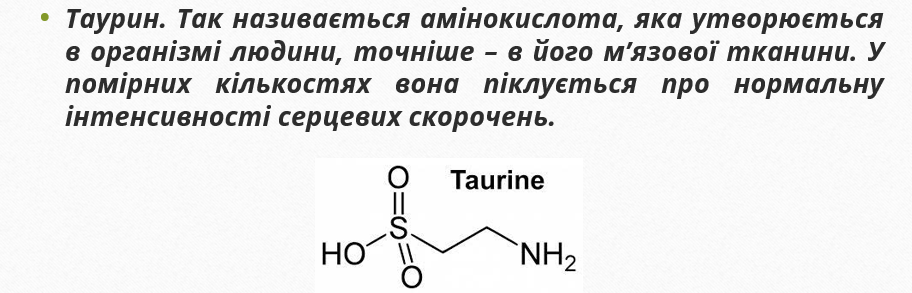 • Таурин. Так називається амінокислота, яка утворюється
в організмі людини, точніше – в його м’язової тканини. У
помірних кількостях вона піклується про нормальну
інтенсивності серцевих скорочень.
O Taurine
S
HO NH₂
O